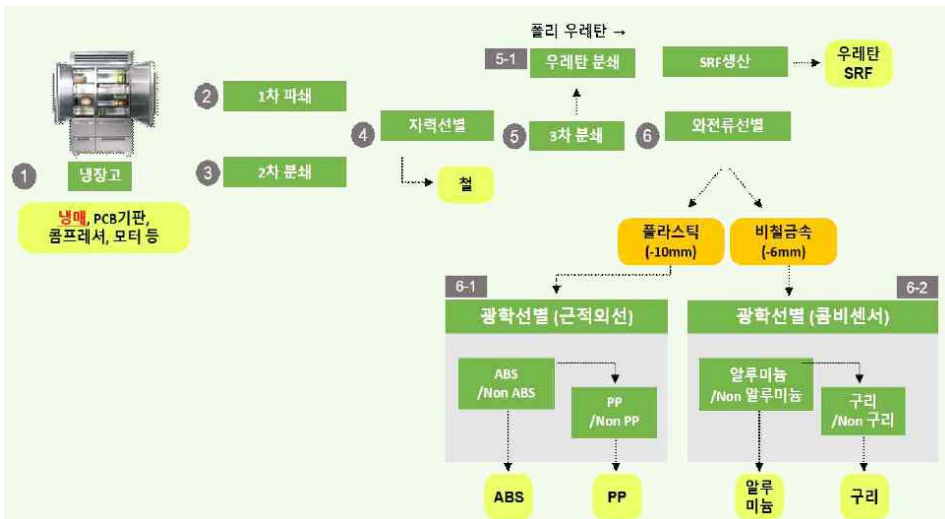 폴리 우레탄 →
5-1
우레탄 분쇄
SRF생산
우레탄
SRF
2
1차 파쇄
4
자력선별
5
3차 분쇄
6
와전류선별
1
냉장고
3
2차 분쇄
철
냉매, PCB기판,
콤프레셔, 모터 등
플라스틱
(-10mm)
비철금속
(-6mm)
6-1
광학선별 (근적외선)
6-2
광학선별 (콤비센서)
ABS
/Non ABS
PP
/Non PP
알루미늄
/Non 알루미늄
구리
/Non 구리
ABS
PP
알루
미늄
구리